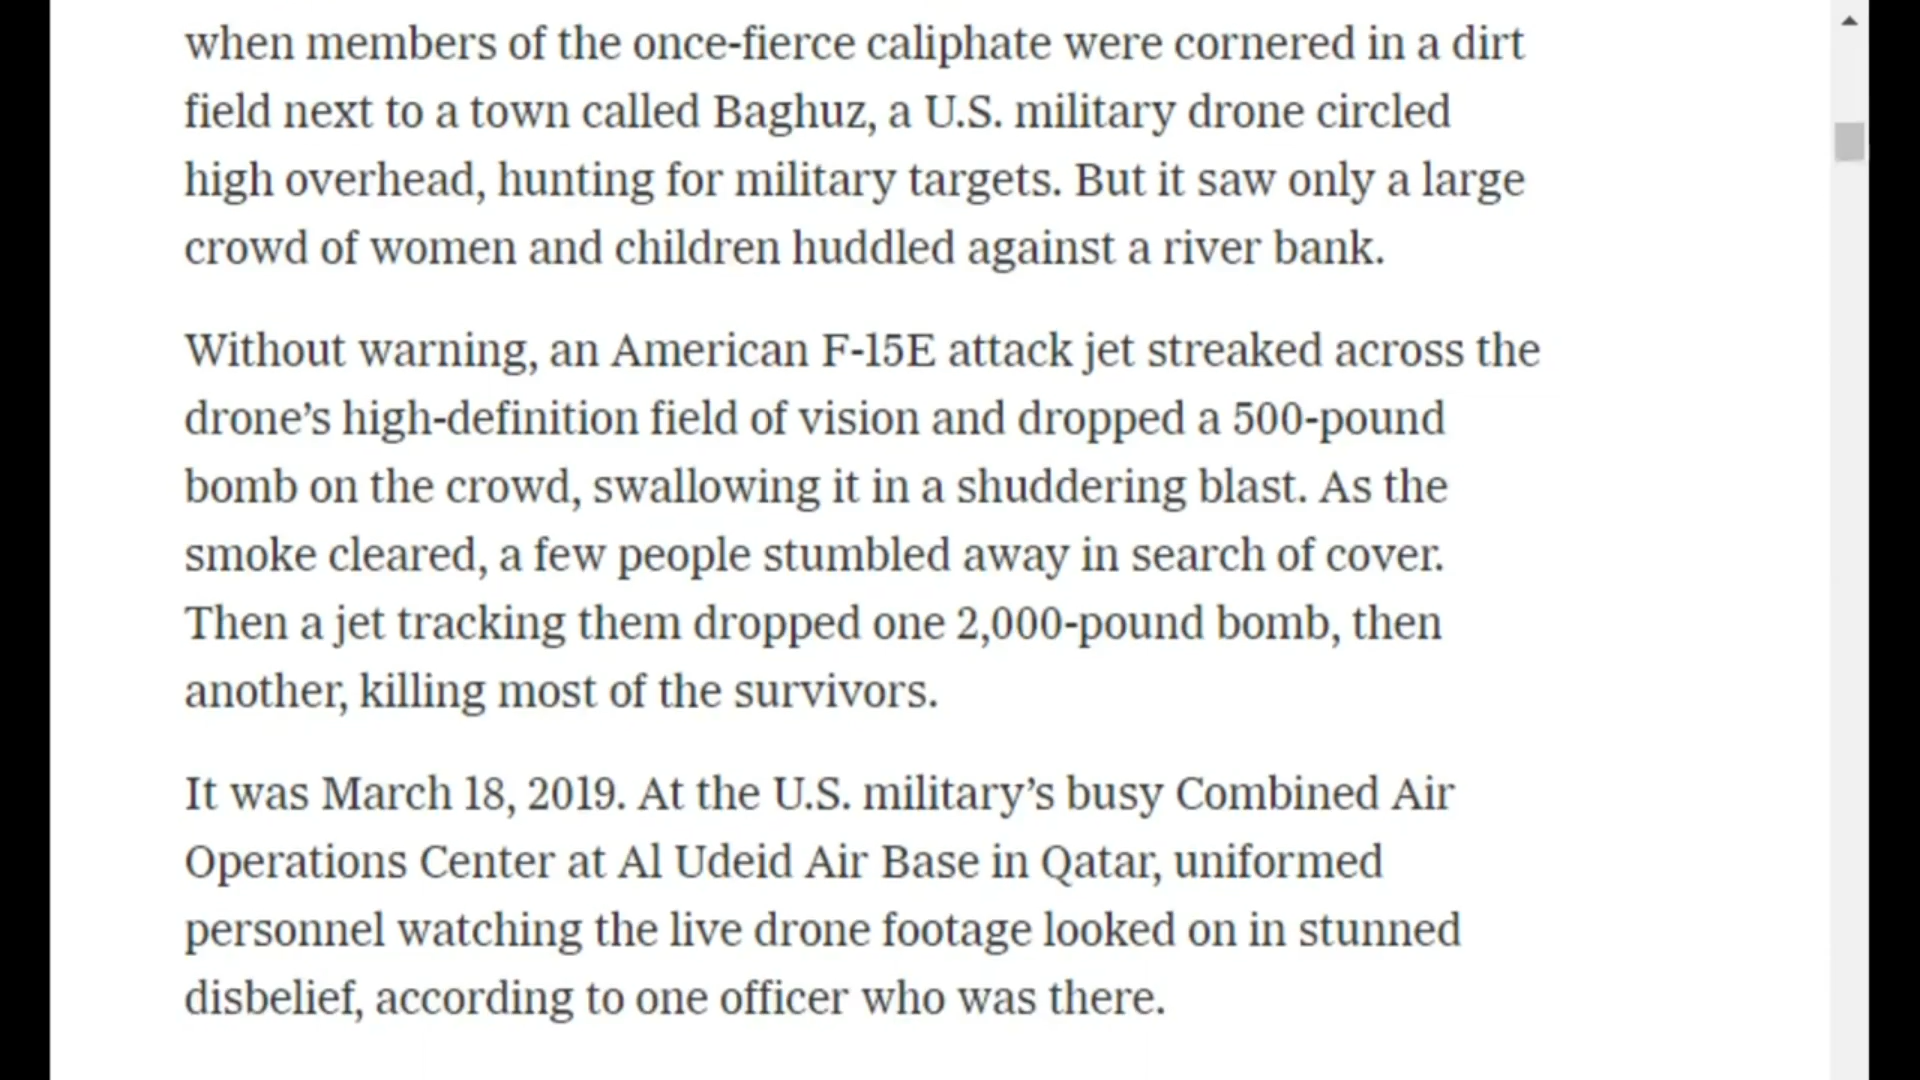 when members of the once-fierce caliphate were cornered in a dirt
field next to a town called Baghuz, a U.S. military drone circled
high overhead, hunting for military targets. But it saw only a large
crowd of women and children huddled against a river bank.
Without warning, an American F-15E attack jet streaked across the
drone’s high-definition field of vision and dropped a 500-pound
bomb on the crowd, swallowing it in a shuddering blast. As the
smoke cleared, a few people stumbled away in search of cover.
Then a jet tracking them dropped one 2,000-pound bomb, then
another, killing most of the survivors.
It was March 18, 2019. At the U.S. military’s busy Combined Air
Operations Center at Al Udeid Air Base in Qatar, uniformed
personnel watching the live drone footage looked on in stunned
disbelief, according to one officer who was there.